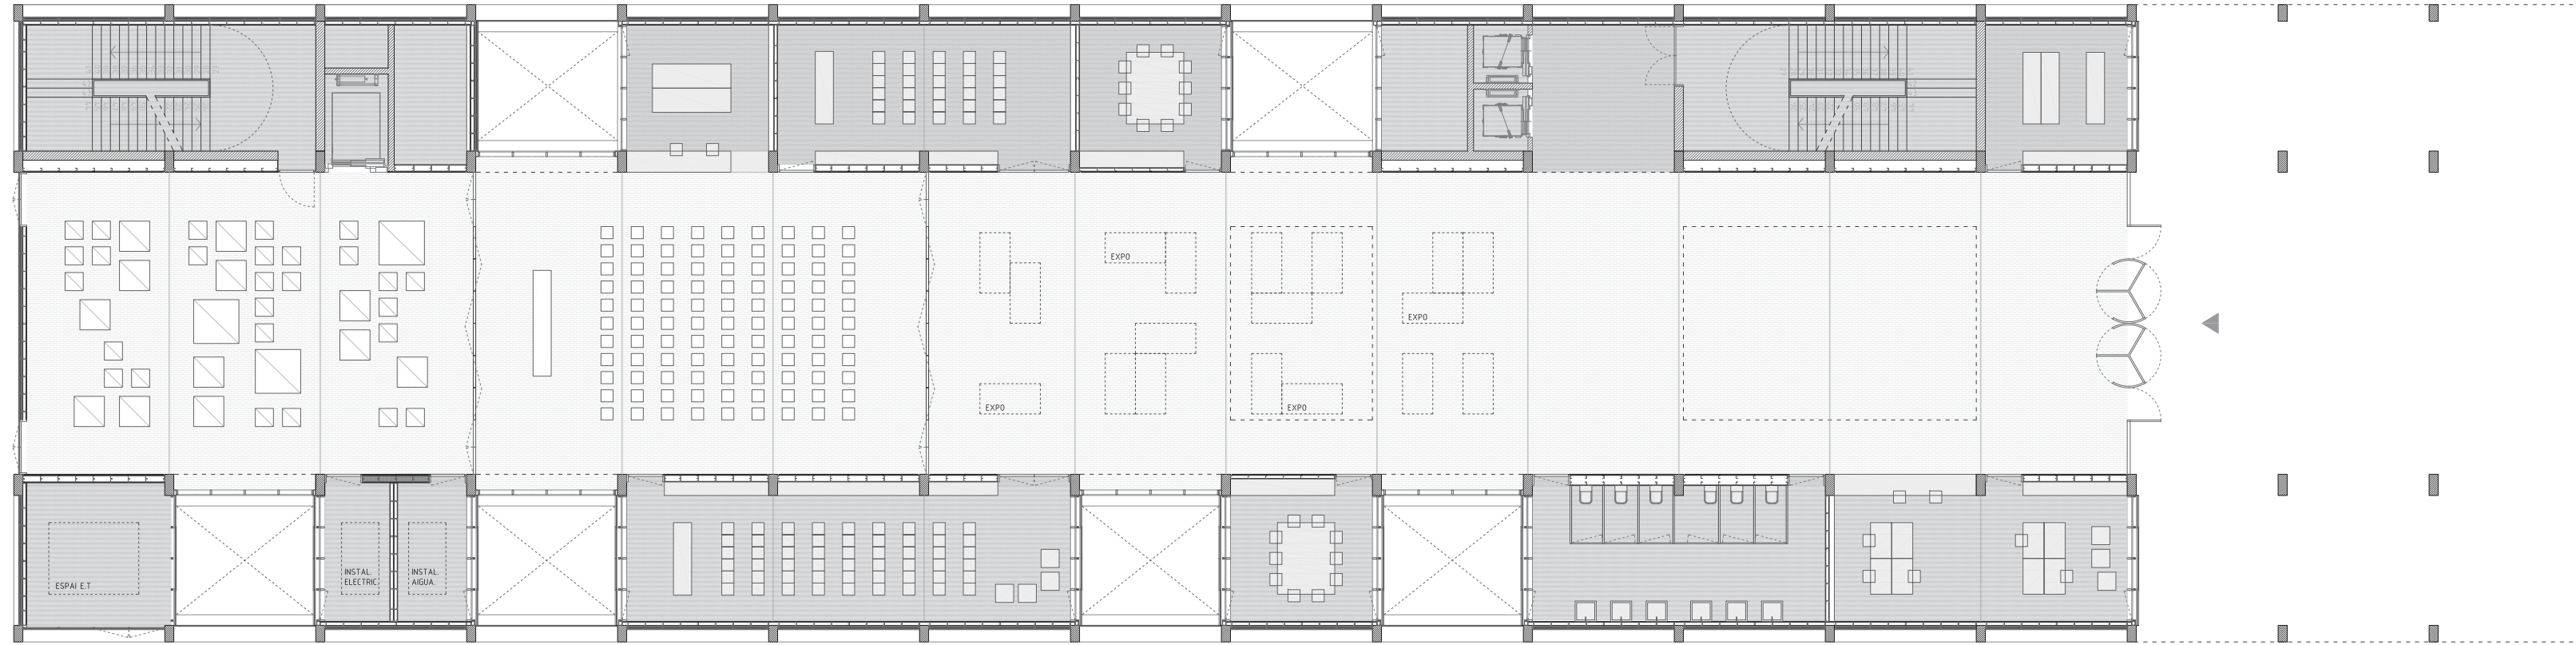 EXPO
EXPO
EXPO
EXPO
ESPAI E.T
INSTAL.
ELECTRIC.
INSTAL.
AIGUA.